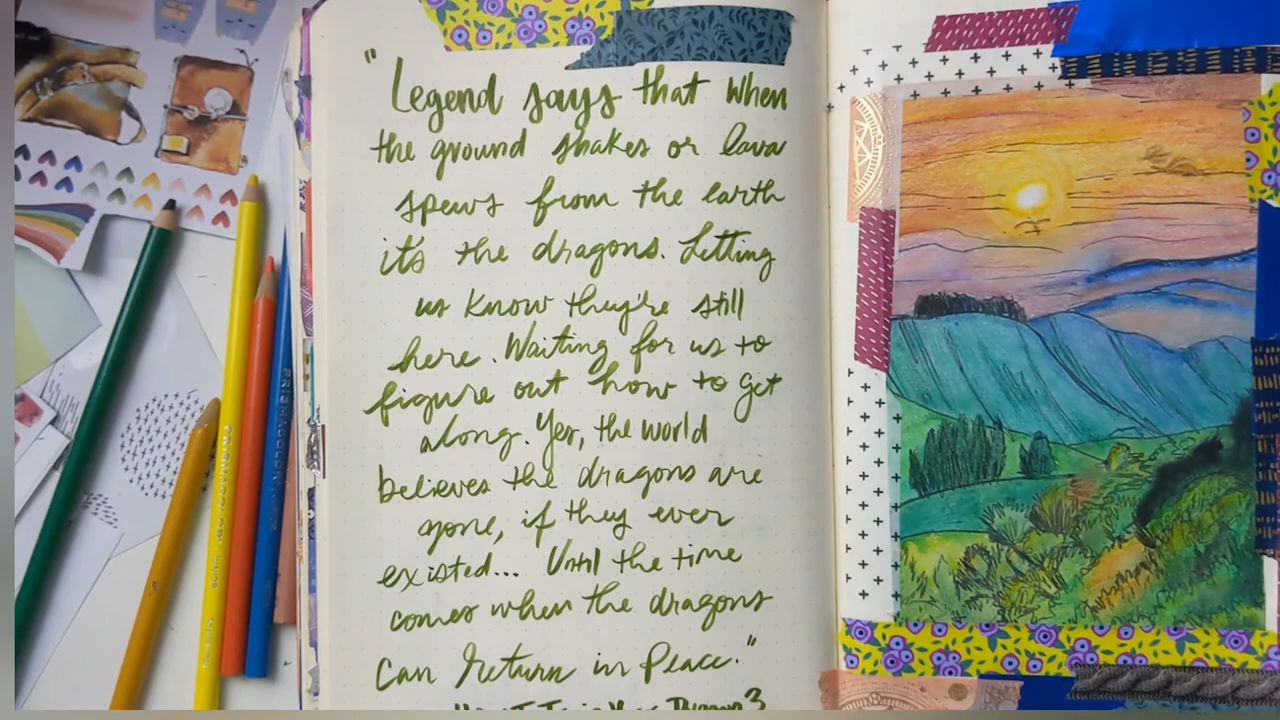 "Legend says that when
the ground shakes or lava
spews from the earth
it's the dragons. Letting
us know they're still
here. Waiting for us to
figure out how to get
along. Yes, the world
believes the dragons are
gone, if they ever
existed... Until the time
comes when the dragons
Can Return in Peace."
PRISMACOLOR